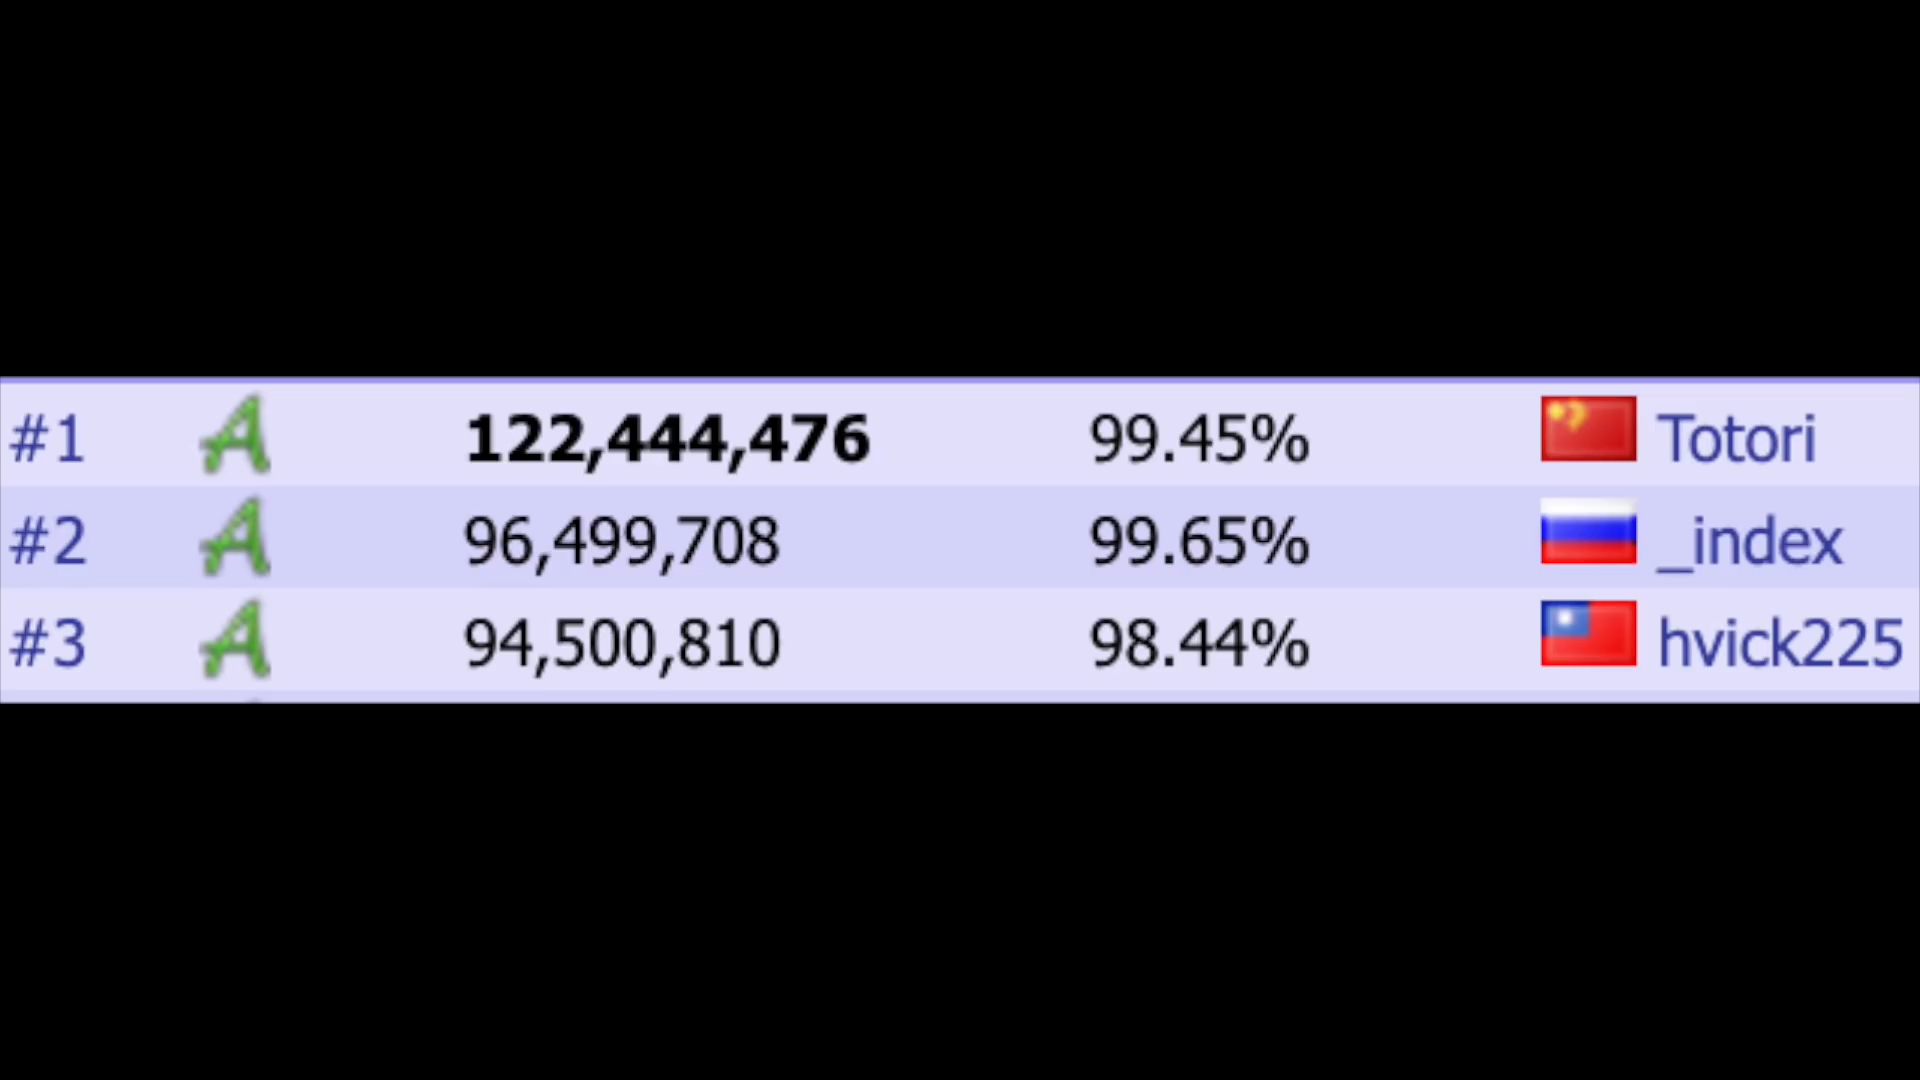 #1 A 122,444,476 99.45% Totori
#2 A 96,499,708 99.65% _index
#3 A 94,500,810 98.44% hvick225